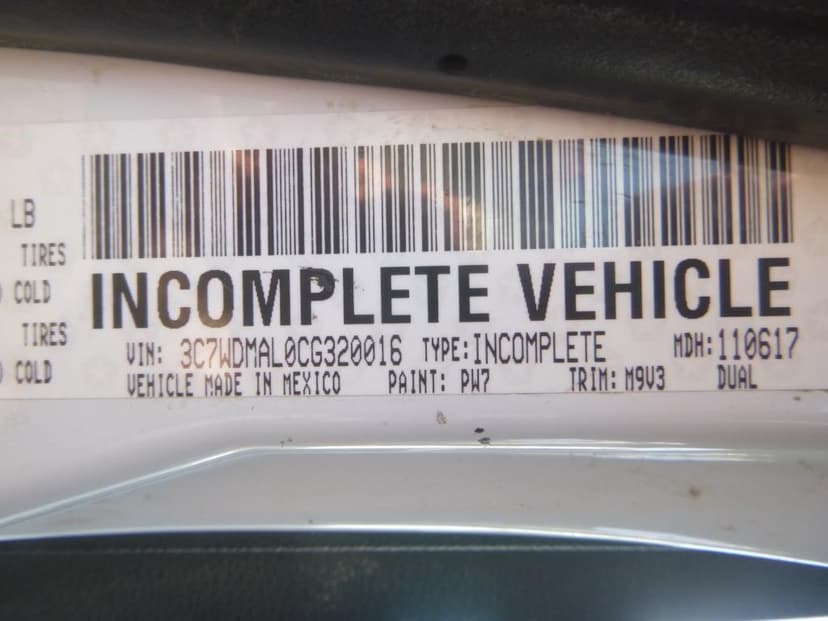 LB
TIRES
COLD
TIRES
COLD
INCOMPLETE VEHICLE
VIN: 3C7WDMAL0CG320016 TYPE: INCOMPLETE MDH: 110617
VEHICLE MADE IN MEXICO PAINT: PW7 TRIM: M9V3 DUAL